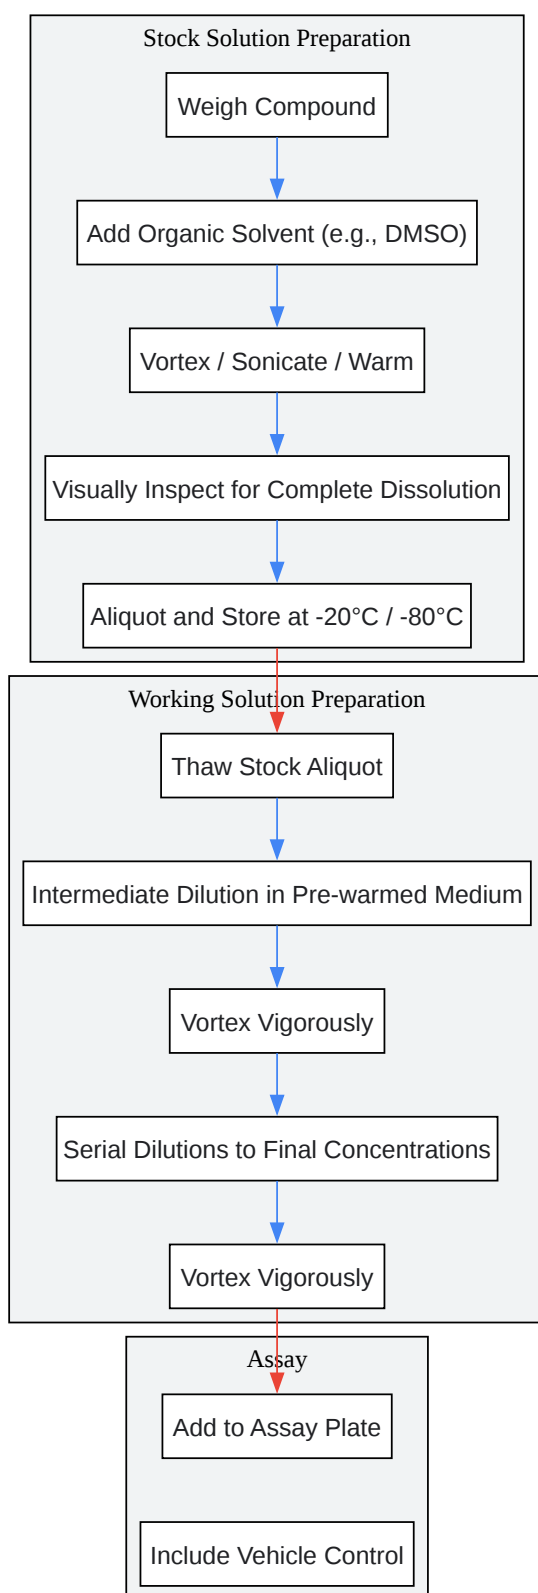 Stock Solution Preparation
Weigh Compound
Add Organic Solvent (e.g., DMSO)
Vortex / Sonicate / Warm
Visually Inspect for Complete Dissolution
Aliquot and Store at -20°C / -80°C
Working Solution Preparation
Thaw Stock Aliquot
Intermediate Dilution in Pre-warmed Medium
Vortex Vigorously
Serial Dilutions to Final Concentrations
Vortex Vigorously
Assay
Add to Assay Plate
Include Vehicle Control